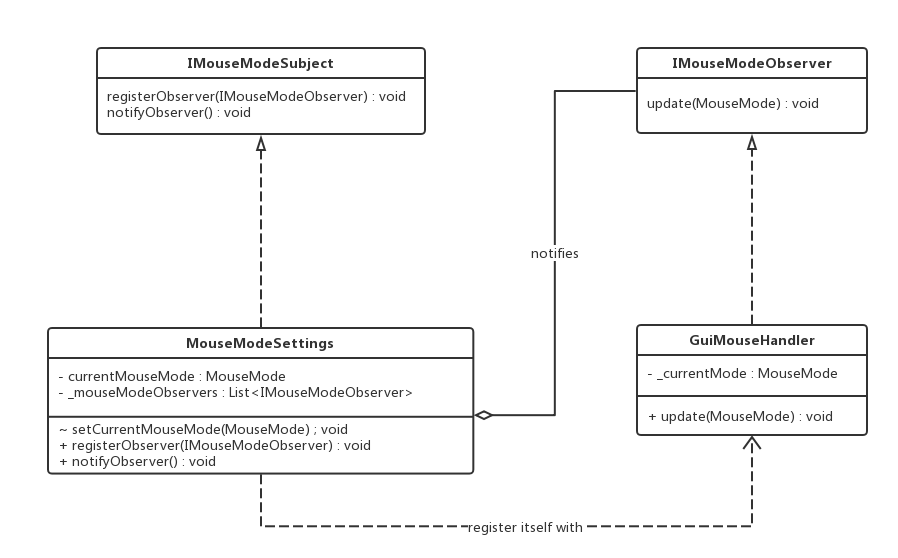 IMouseModeSubject
registerObserver(IMouseModeObserver) : void
notifyObserver() : void
IMouseModeObserver
update(MouseMode) : void
notifies
MouseModeSettings
- currentMouseMode : MouseMode
- _mouseModeObservers : List<IMouseModeObserver>
~ setCurrentMouseMode(MouseMode) ; void
+ registerObserver(IMouseModeObserver) : void
+ notifyObserver() : void
GuiMouseHandler
- _currentMode : MouseMode
+ update(MouseMode) : void
register itself with